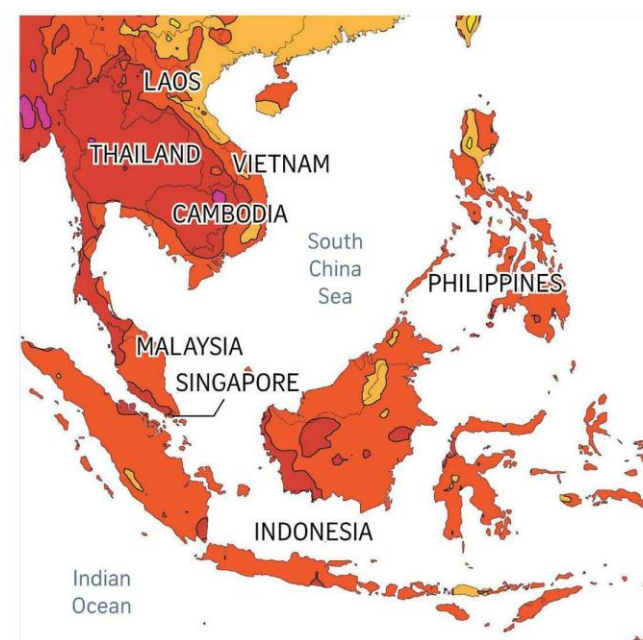 LAOS
THAILAND
VIETNAM
CAMBODIA
South
China
Sea
PHILIPPINES
MALAYSIA
SINGAPORE
INDONESIA
Indian
Ocean